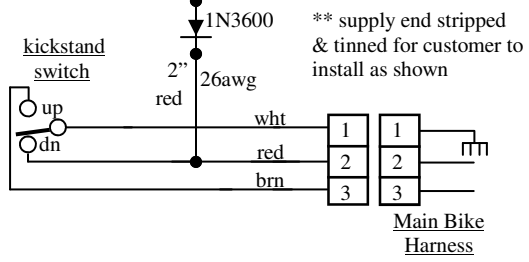 1N3600
** supply end stripped
& tinned for customer to
install as shown
kickstand
switch
2”
26awg
red
up
dn
wht
red
brn
1
2
3
1
2
3
Main Bike
Harness